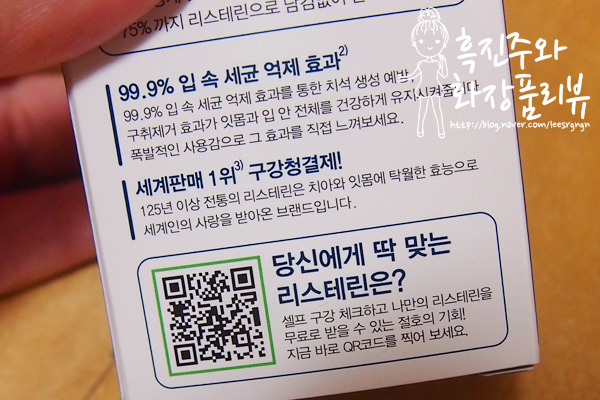 75%까지 리스테린으로 남김없이
99.9% 입 속 세균 억제 효과2)
99.9% 입 속 세균 억제 효과를 통한 치석 생성 예방,
구취제거 효과가 잇몸과 입 안 전체를 건강하게 유지시켜줍니다.
폭발적인 사용감으로 그 효과를 직접 느껴보세요.
세계판매 1위3) 구강청결제!
125년 이상 전통의 리스테린은 치아와 잇몸에 탁월한 효능으로
세계인의 사랑을 받아온 브랜드입니다.
당신에게 딱 맞는
리스테린은?
셀프 구강 체크하고 나만의 리스테린을
무료로 받을 수 있는 절호의 기회!
지금 바로 QR코드를 찍어 보세요.
흑진주와
화장품리뷰
http://blog.naver.com/leesrgngn